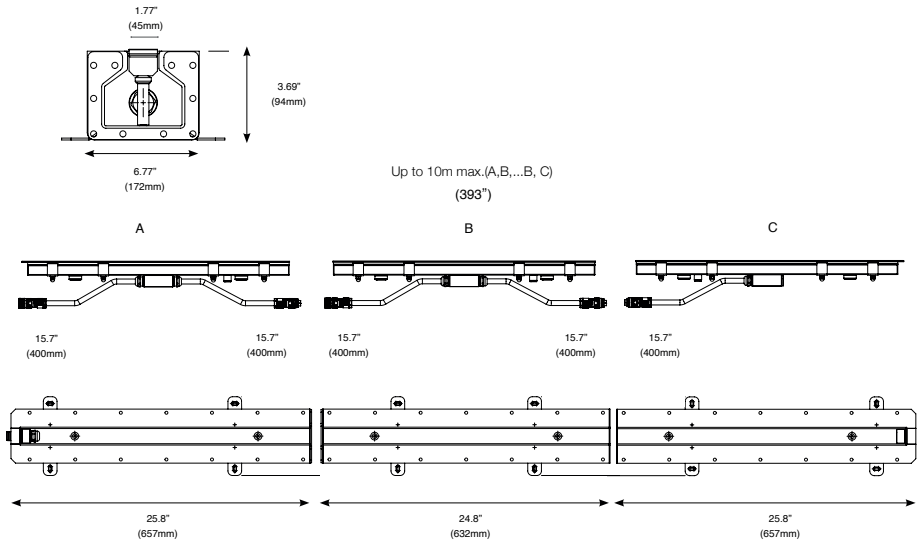 1.77”
(45mm)
3.69”
(94mm)
6.77”
(172mm)
Up to 10m max.(A,B,...B, C)
(393”)
A
B
C
15.7”
(400mm)
15.7”
(400mm)
15.7”
(400mm)
15.7”
(400mm)
15.7”
(400mm)
25.8”
(657mm)
24.8”
(632mm)
25.8”
(657mm)